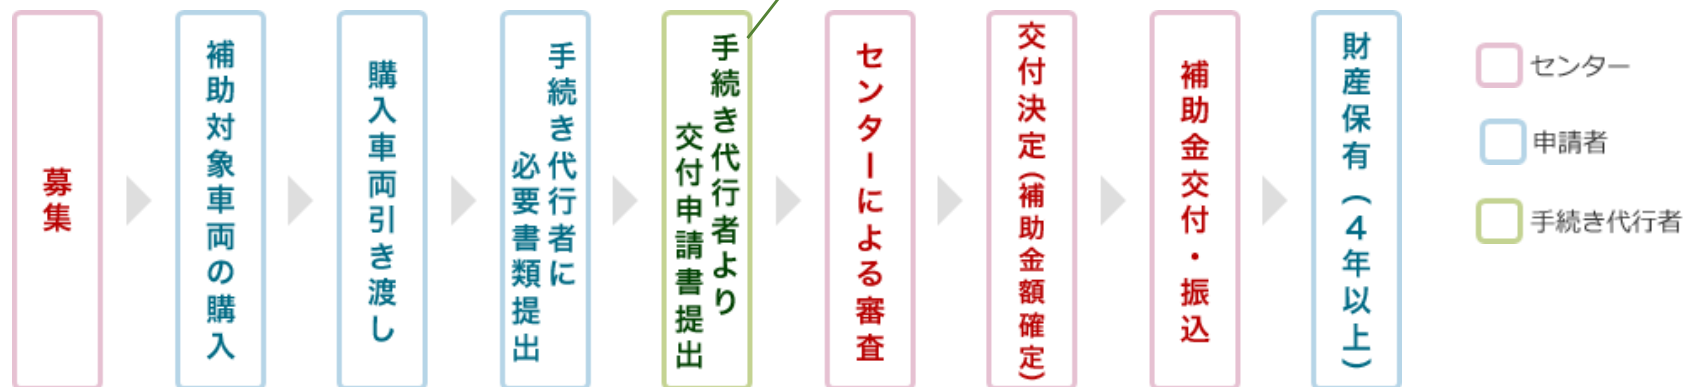 募集
補助対象車両の購入
購入車両引き渡し
手続き代行者に
必要書類提出
手続き代行者より
交付申請書提出
センターによる審査
交付決定(補助金額確定)
補助金交付・振込
財産保有(4年以上)
センター
申請者
手続き代行者